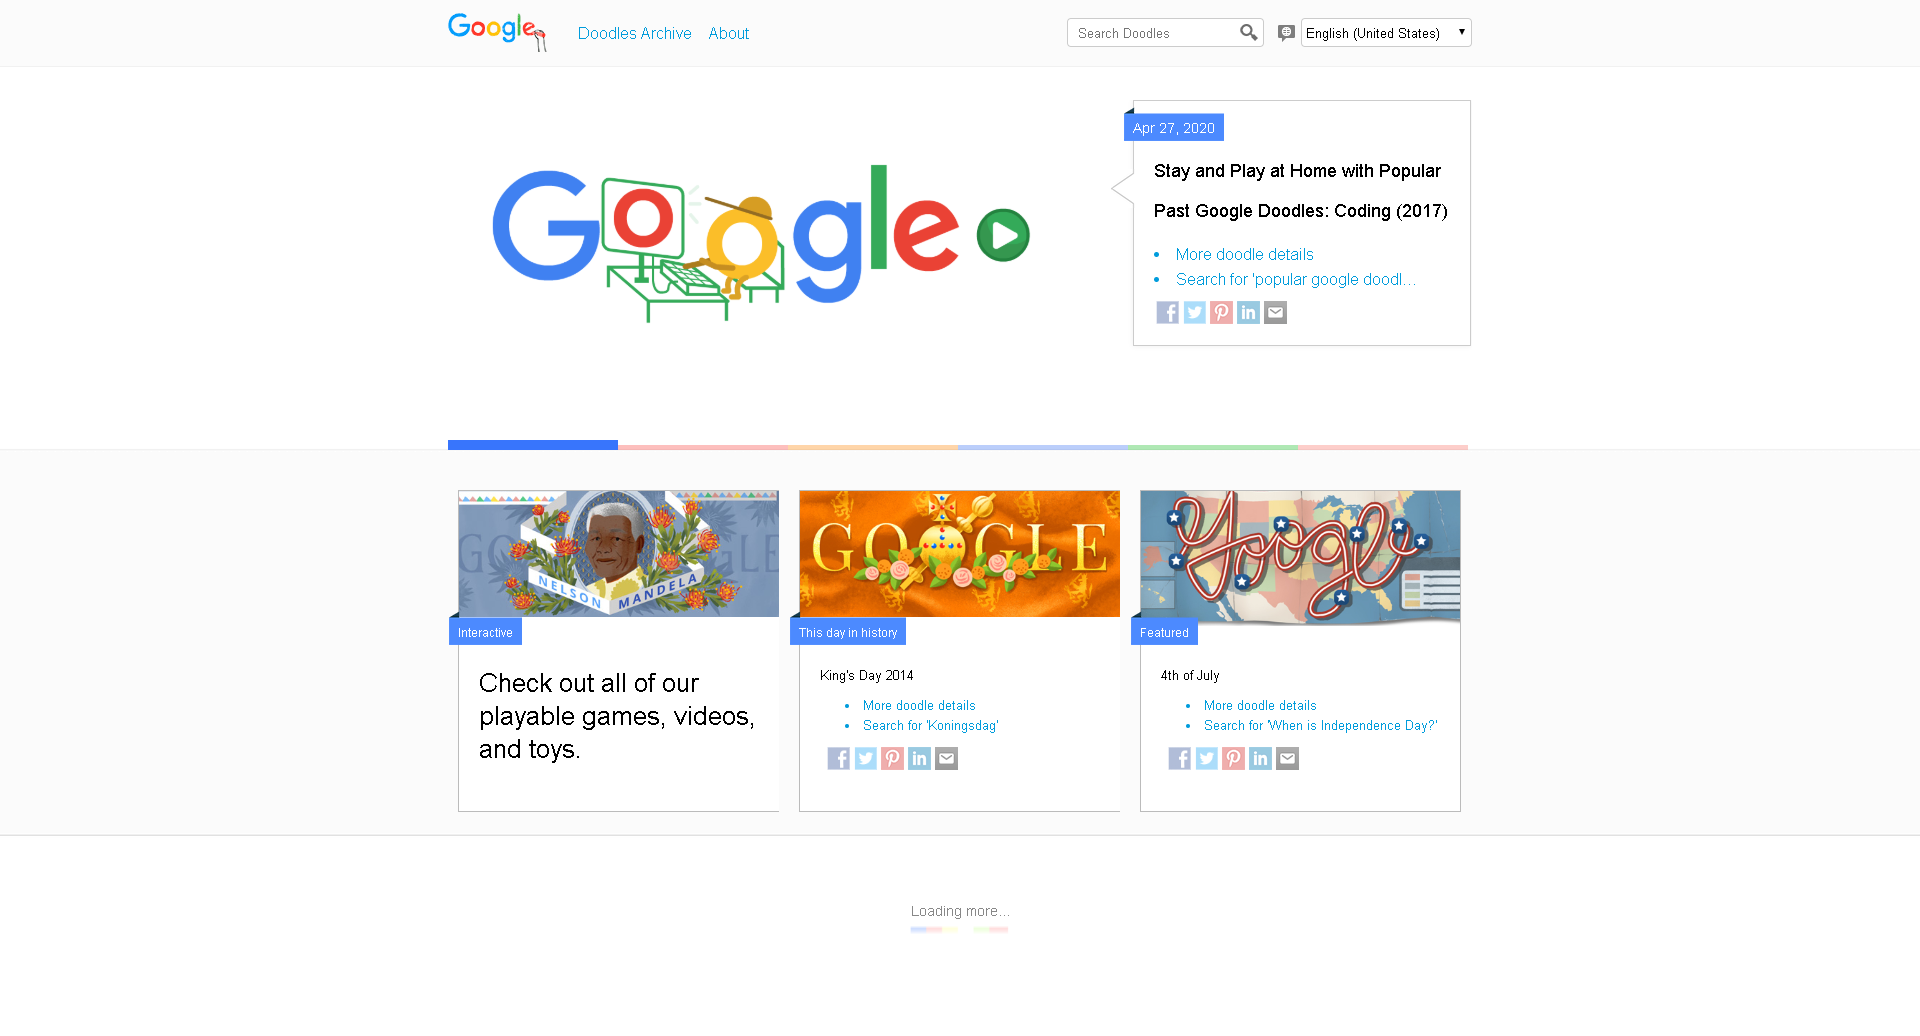 Google
Doodles Archive
About
Search Doodles
English (United States)
Google
Apr 27, 2020
Stay and Play at Home with Popular
Past Google Doodles: Coding (2017)
More doodle details
Search for 'popular google doodl...
GOOGLE
NELSON MANDELA
Interactive
Check out all of our
playable games, videos,
and toys.
GOOGLE
This day in history
King's Day 2014
More doodle details
Search for 'Koningsdag'
Google
Featured
4th of July
More doodle details
Search for 'When is Independence Day?'
Loading more...